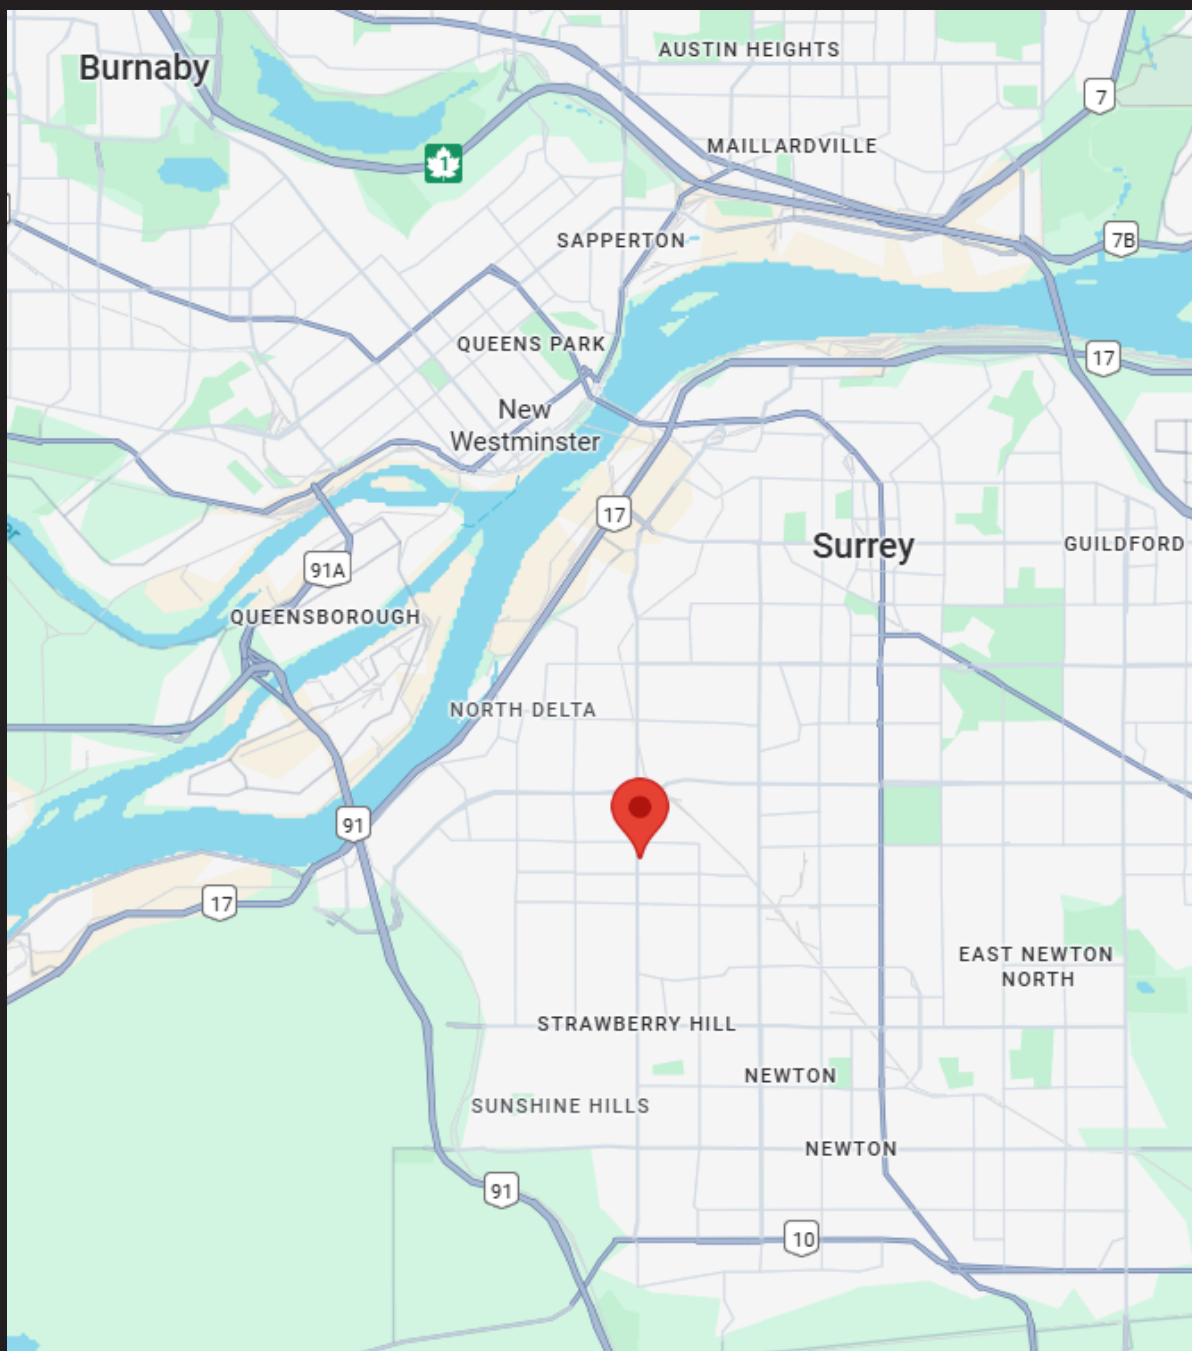 AUSTIN HEIGHTS
Burnaby
7
MAILLARDVILLE
1
SAPPERTON
7B
QUEENS PARK
17
New
Westminster
17
Surrey
GUILDFORD
91A
QUEENSBOROUGH
NORTH DELTA
91
17
EAST NEWTON
NORTH
STRAWBERRY HILL
NEWTON
SUNSHINE HILLS
NEWTON
91
10